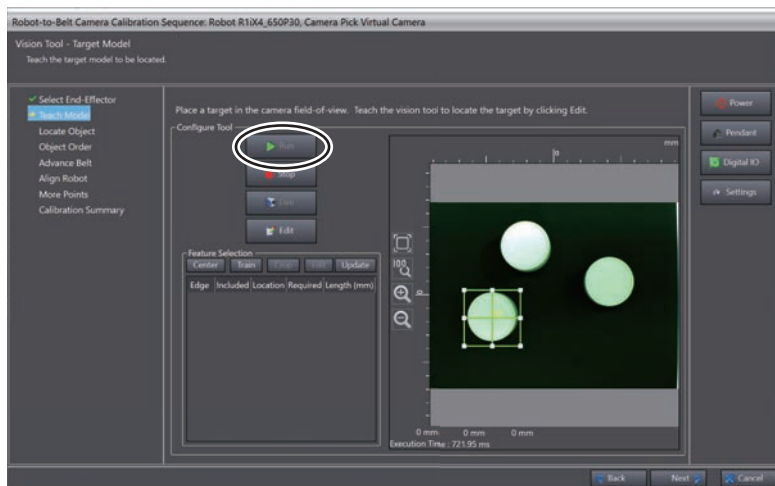 Robot-to-Belt Camera Calibration Sequence: Robot R1iX4_650P30, Camera Pick Virtual Camera
Vision Tool - Target Model
Teach the target model to be located.
Select End-Effector
Teach Model
Locate Object
Object Order
Advance Belt
Align Robot
More Points
Calibration Summary
Place a target in the camera field-of-view. Teach the vision tool to locate the target by clicking Edit.
Configure Tool
Run
Stop
Live
Edit
Feature Selection
Center Train Crop Edit Update
Edge Included Location Required Length (mm)
mm
0
100
0
0 mm 0 mm 0 mm
Execution Time : 721.95 ms
Power
Pendant
Digital IO
Settings
Back Next Cancel